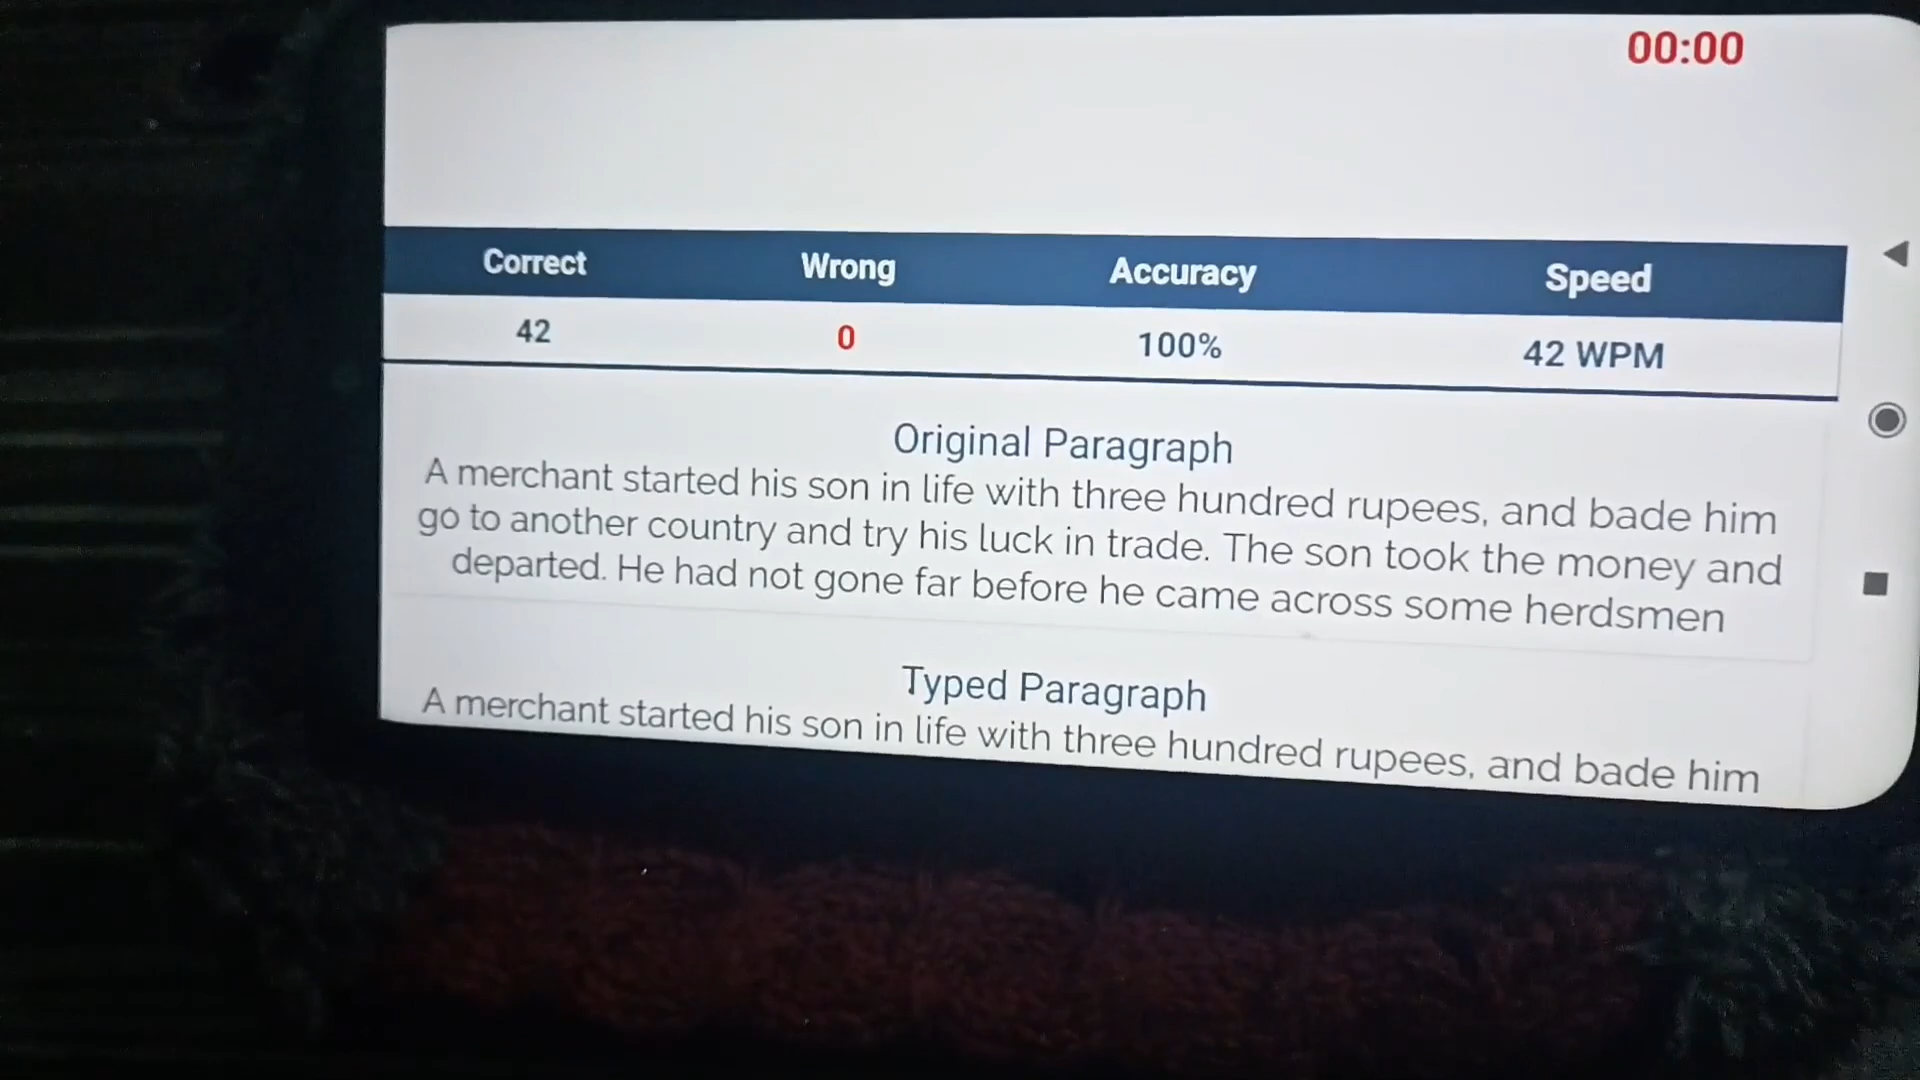 00:00
Correct Wrong Accuracy Speed
42 0 100% 42 WPM
Original Paragraph
A merchant started his son in life with three hundred rupees, and bade him
go to another country and try his luck in trade. The son took the money and
departed. He had not gone far before he came across some herdsmen
Typed Paragraph
A merchant started his son in life with three hundred rupees, and bade him